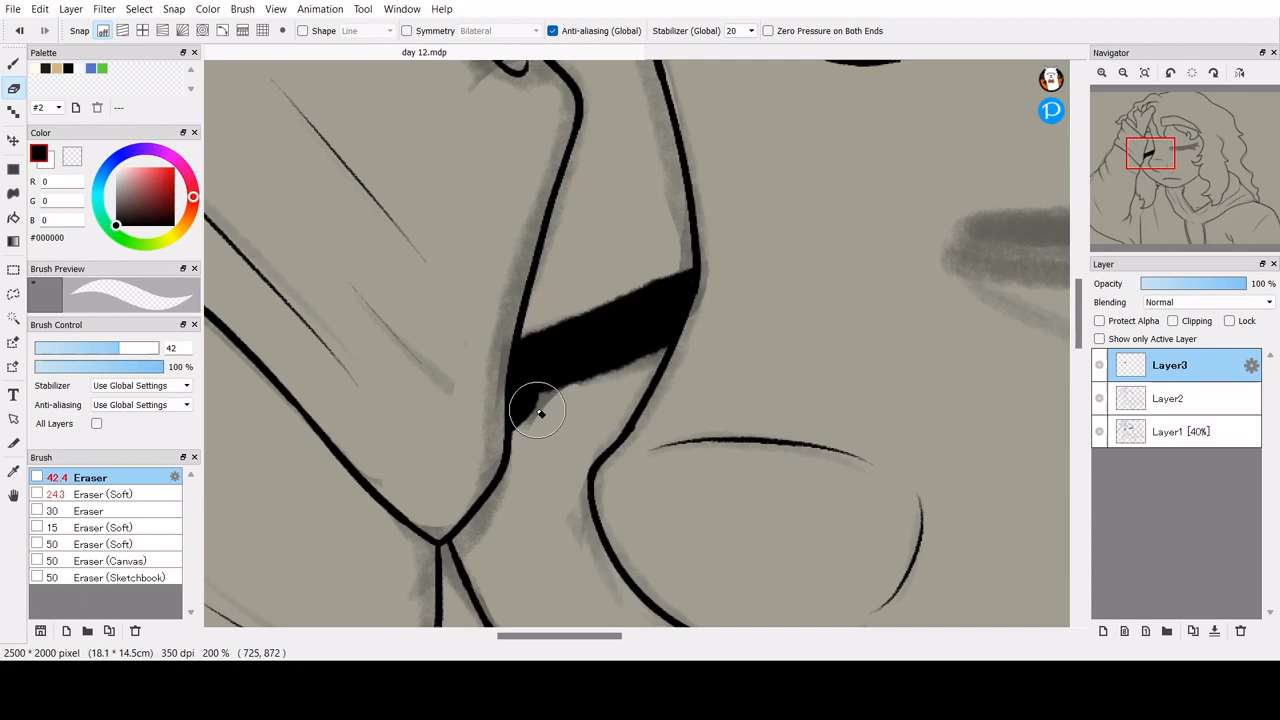 File Edit Layer Filter Select Snap Color Brush View Animation Tool Window Help
Snap Shape Line Symmetry Bilateral Anti-aliasing (Global) Stabilizer (Global) 20 Zero Pressure on Both Ends
Palette
day 12.mdp
Navigator
#2 ---
Color
R 0
G 0
B 0
#000000
Brush Preview
Brush Control
42
100 %
Stabilizer Use Global Settings
Anti-aliasing Use Global Settings
All Layers
Brush
42.4 Eraser
24.3 Eraser (Soft)
30 Eraser
15 Eraser (Soft)
50 Eraser (Soft)
50 Eraser (Canvas)
50 Eraser (Sketchbook)
Layer
Opacity 100 %
Blending Normal
Protect Alpha Clipping Lock
Show only Active Layer
Layer3
Layer2
Layer1 [40%]
2500 * 2000 pixel (18.1 * 14.5cm) 350 dpi 200 % ( 725, 872 )